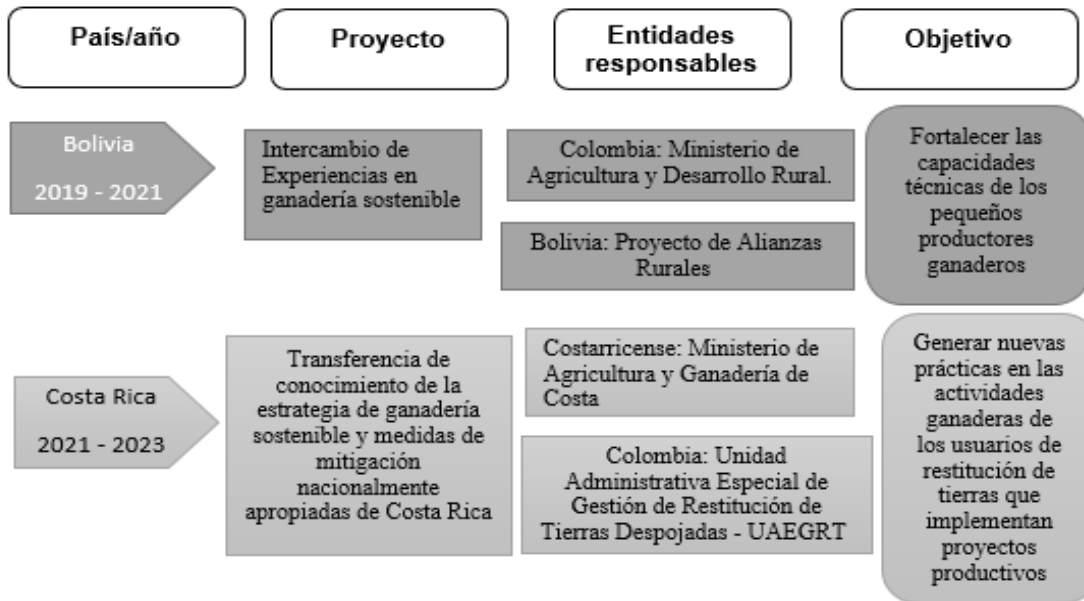 País/año
Proyecto
Entidades
responsables
Objetivo
Bolivia
2019 - 2021
Intercambio de
Experiencias en
ganadería sostenible
Colombia: Ministerio de
Agricultura y Desarrollo Rural.
Bolivia: Proyecto de Alianzas
Rurales
Fortalecer las
capacidades
técnicas de los
pequeños
productores
ganaderos
Costa Rica
2021 - 2023
Transferencia de
conocimiento de la
estrategia de ganadería
sostenible y medidas de
mitigación
nacionalmente
apropiadas de Costa Rica
Costarricense: Ministerio de
Agricultura y Ganadería de
Costa
Colombia: Unidad
Administrativa Especial de
Gestión de Restitución de
Tierras Despojadas - UAEGRT
Generar nuevas
prácticas en las
actividades
ganaderas de
los usuarios de
restitución de
tierras que
implementan
proyectos
productivos